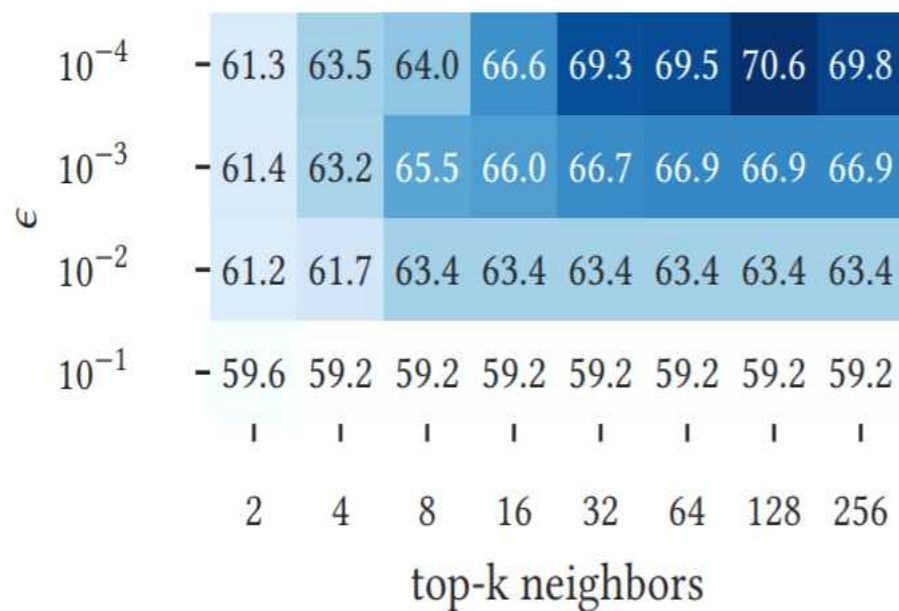 10⁻⁴ 61.3 63.5 64.0 66.6 69.3 69.5 70.6 69.8
10⁻³ 61.4 63.2 65.5 66.0 66.7 66.9 66.9 66.9
ϵ
10⁻² 61.2 61.7 63.4 63.4 63.4 63.4 63.4 63.4
10⁻¹ 59.6 59.2 59.2 59.2 59.2 59.2 59.2 59.2
2 4 8 16 32 64 128 256
top-k neighbors